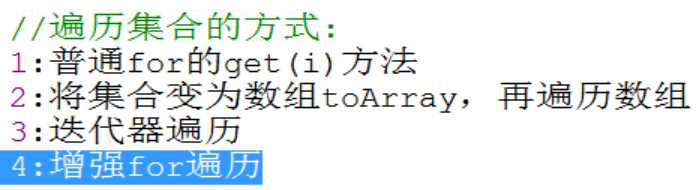 //遍历集合的方式:
1:普通for的get(i)方法
2:将集合变为数组toArray，再遍历数组
3:迭代器遍历
4:增强for遍历